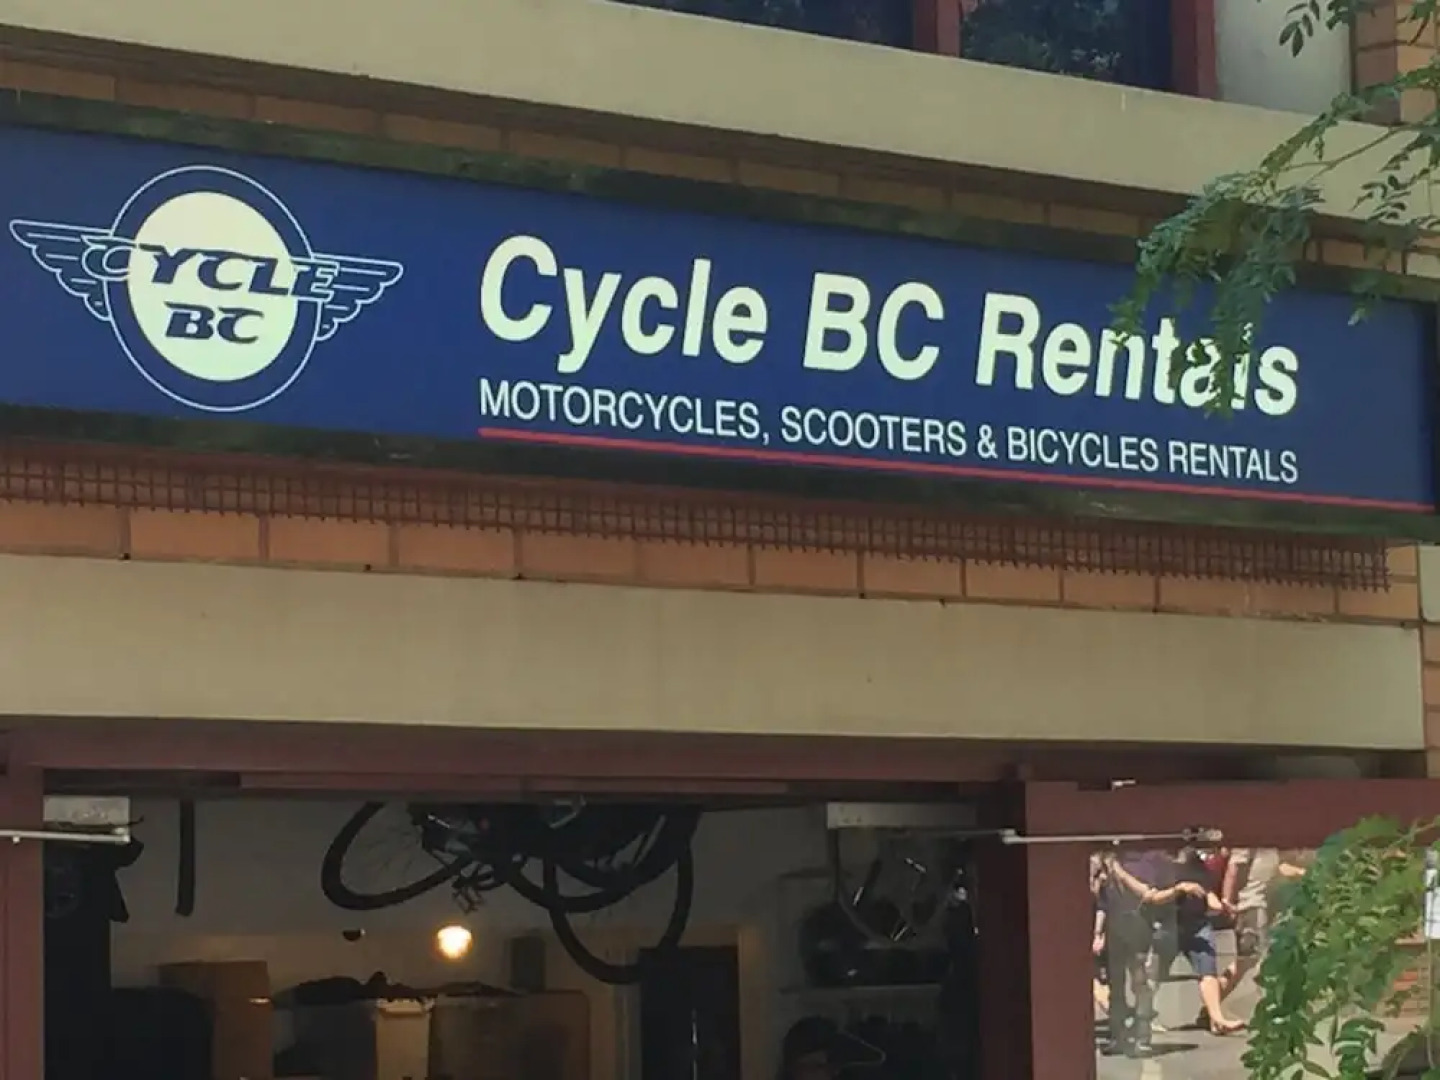 CYCLE
BC
Cycle BC Rentals
MOTORCYCLES, SCOOTERS & BICYCLES RENTALS